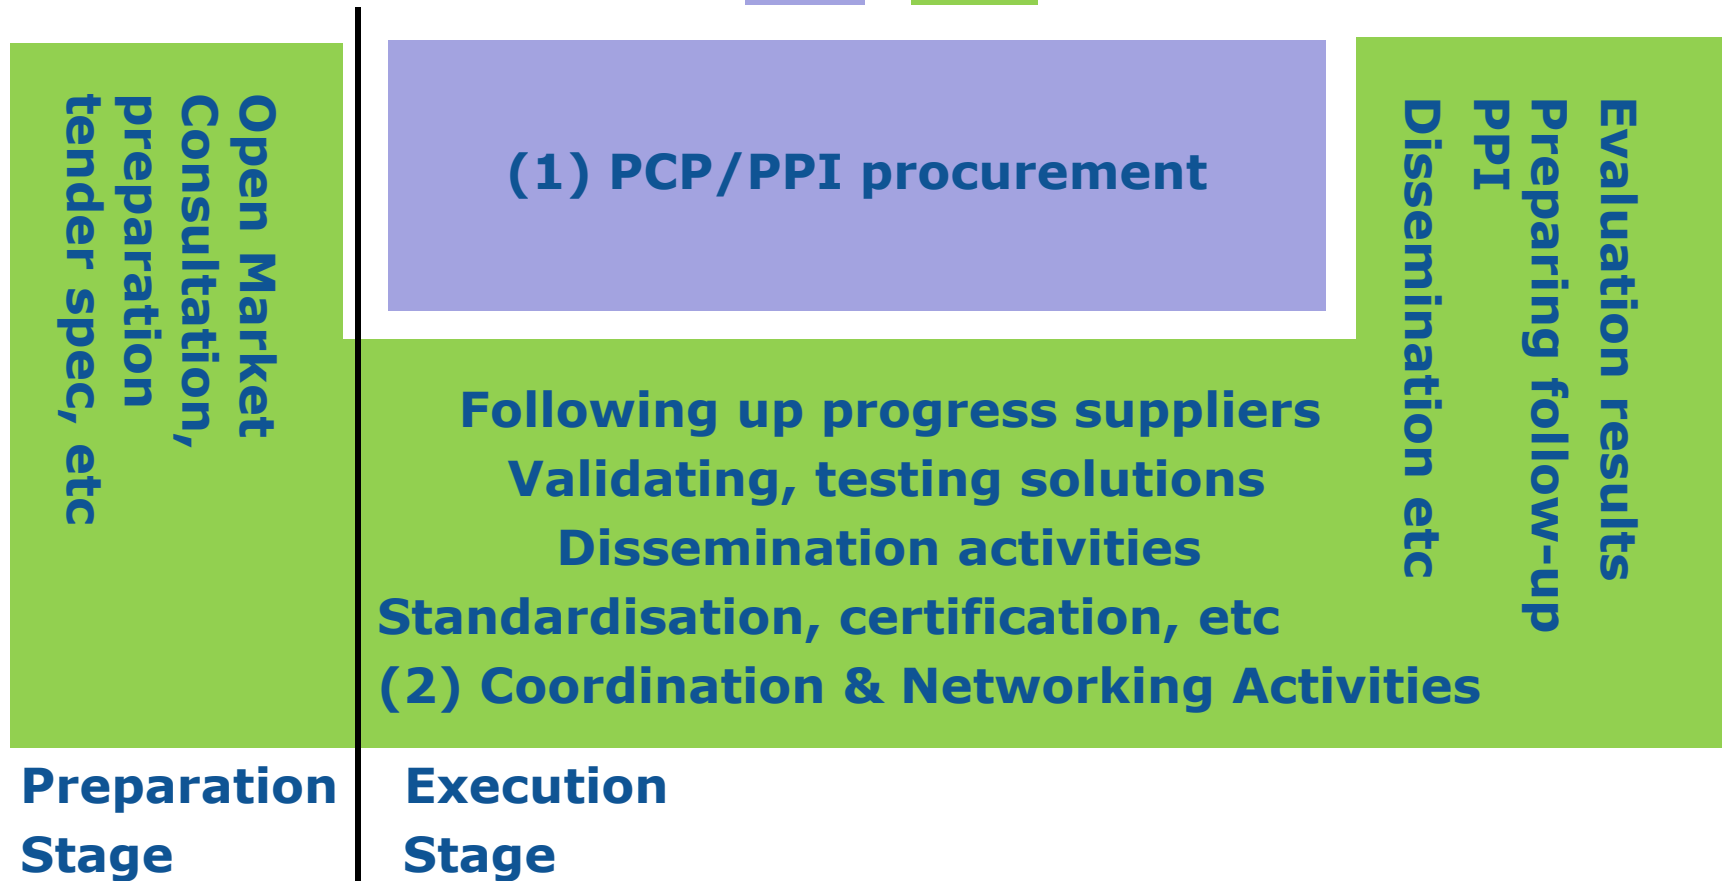 Open Market
Consultation,
preparation
tender spec, etc
(1) PCP/PPI procurement
Following up progress suppliers
Validating, testing solutions
Dissemination activities
Standardisation, certification, etc
(2) Coordination & Networking Activities
Evaluation results
Preparing follow-up
PPI
Dissemination etc
Preparation
Stage
Execution
Stage